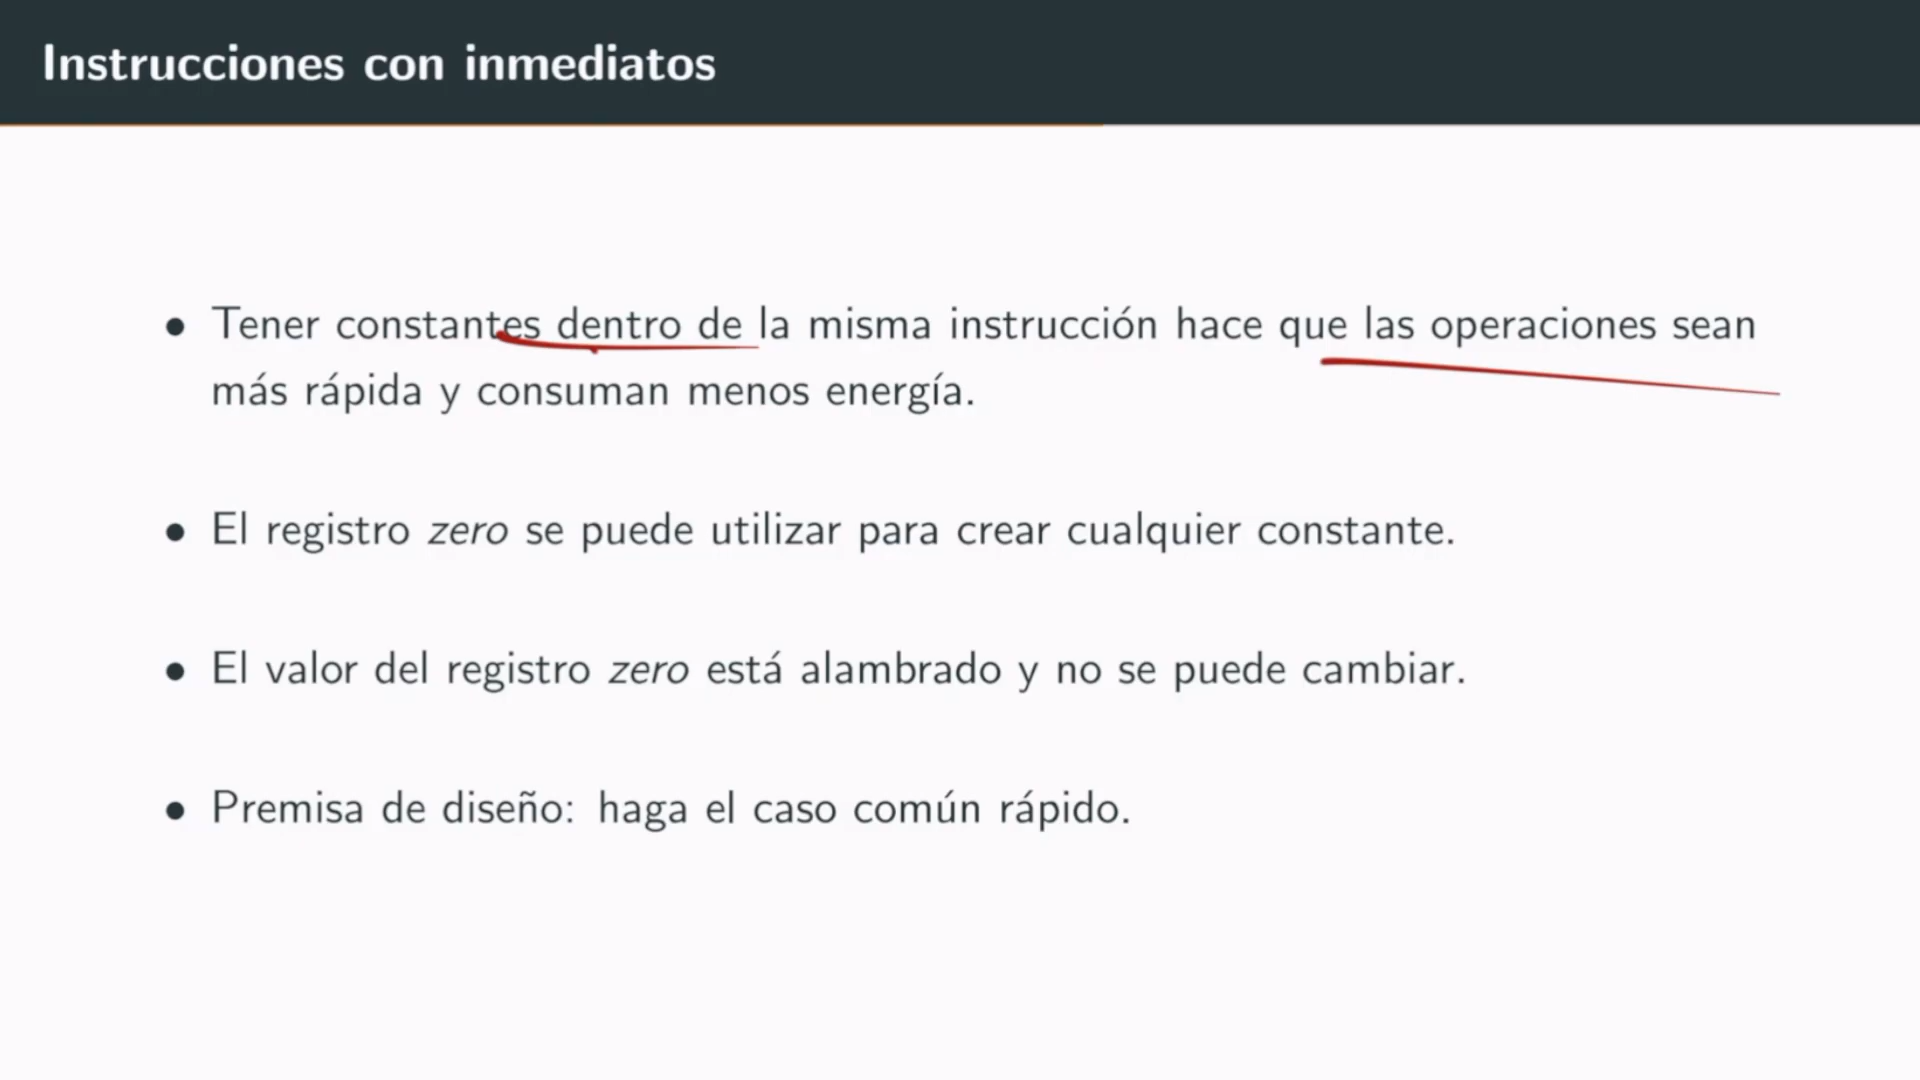 Instrucciones con inmediatos
• Tener constantes dentro de la misma instrucción hace que las operaciones sean
más rápida y consuman menos energía.
• El registro zero se puede utilizar para crear cualquier constante.
• El valor del registro zero está alambrado y no se puede cambiar.
• Premisa de diseño: haga el caso común rápido.